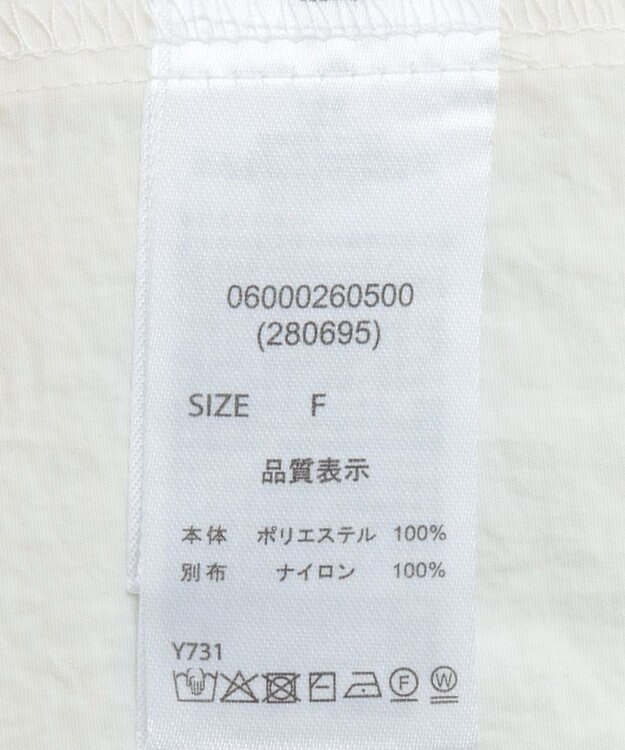 06000260500
(280695)
SIZE F
品質表示
本体 ポリエステル 100%
別布 ナイロン 100%
Y731
F W